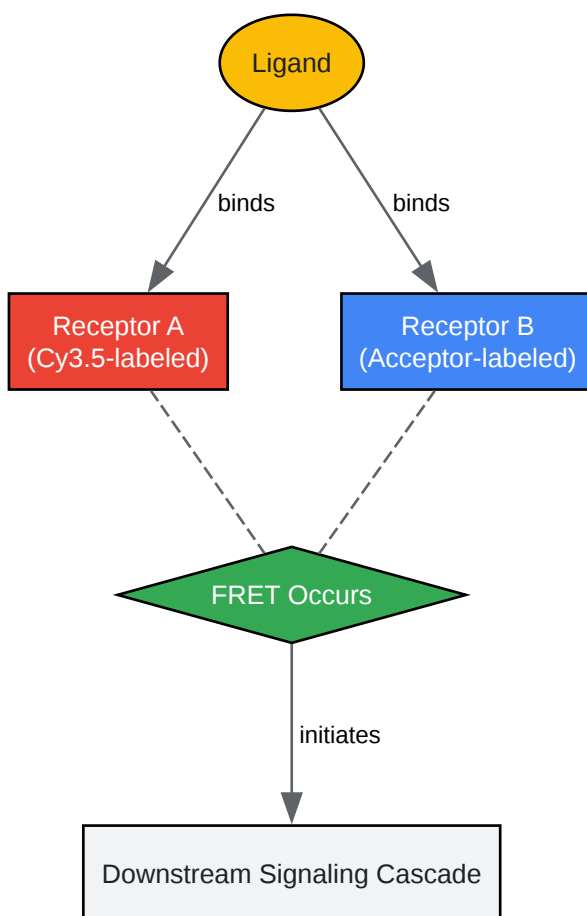 Ligand
binds
binds
Receptor A
(Cy3.5-labeled)
Receptor B
(Acceptor-labeled)
FRET Occurs
initiates
Downstream Signaling Cascade